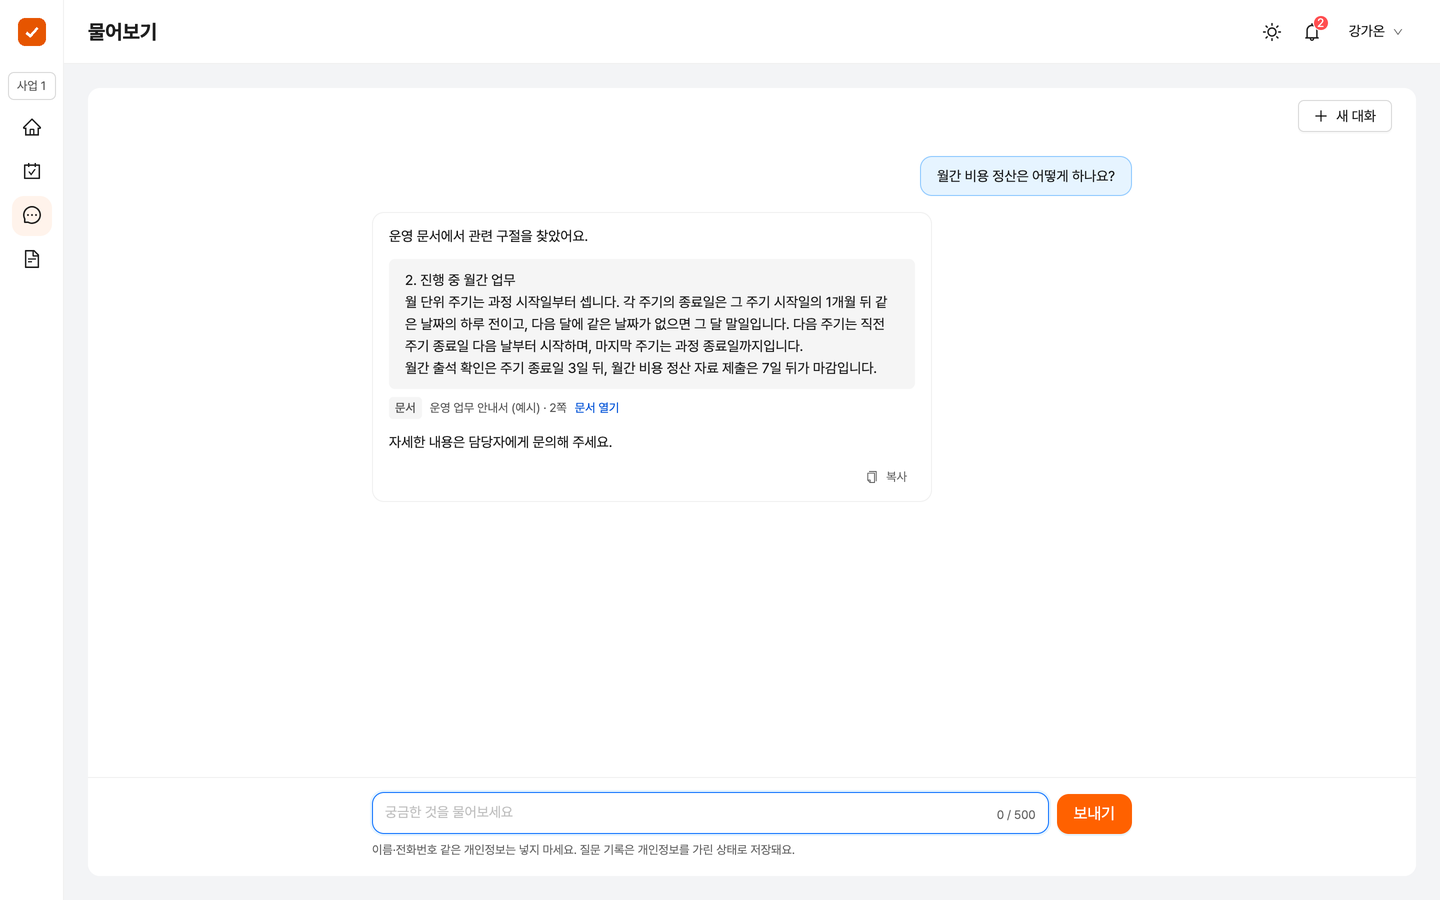 물어보기
2
강가온
사업 1
새 대화
월간 비용 정산은 어떻게 하나요?
운영 문서에서 관련 구절을 찾았어요.
2. 진행 중 월간 업무
월 단위 주기는 과정 시작일부터 셉니다. 각 주기의 종료일은 그 주기 시작일의 1개월 뒤 같
은 날짜의 하루 전이고, 다음 달에 같은 날짜가 없으면 그 달 말일입니다. 다음 주기는 직전
주기 종료일 다음 날부터 시작하며, 마지막 주기는 과정 종료일까지입니다.
월간 출석 확인은 주기 종료일 3일 뒤, 월간 비용 정산 자료 제출은 7일 뒤가 마감입니다.
문서 운영 업무 안내서 (예시) · 2쪽 문서 열기
자세한 내용은 담당자에게 문의해 주세요.
복사
궁금한 것을 물어보세요
0 / 500
보내기
이름·전화번호 같은 개인정보는 넣지 마세요. 질문 기록은 개인정보를 가린 상태로 저장돼요.